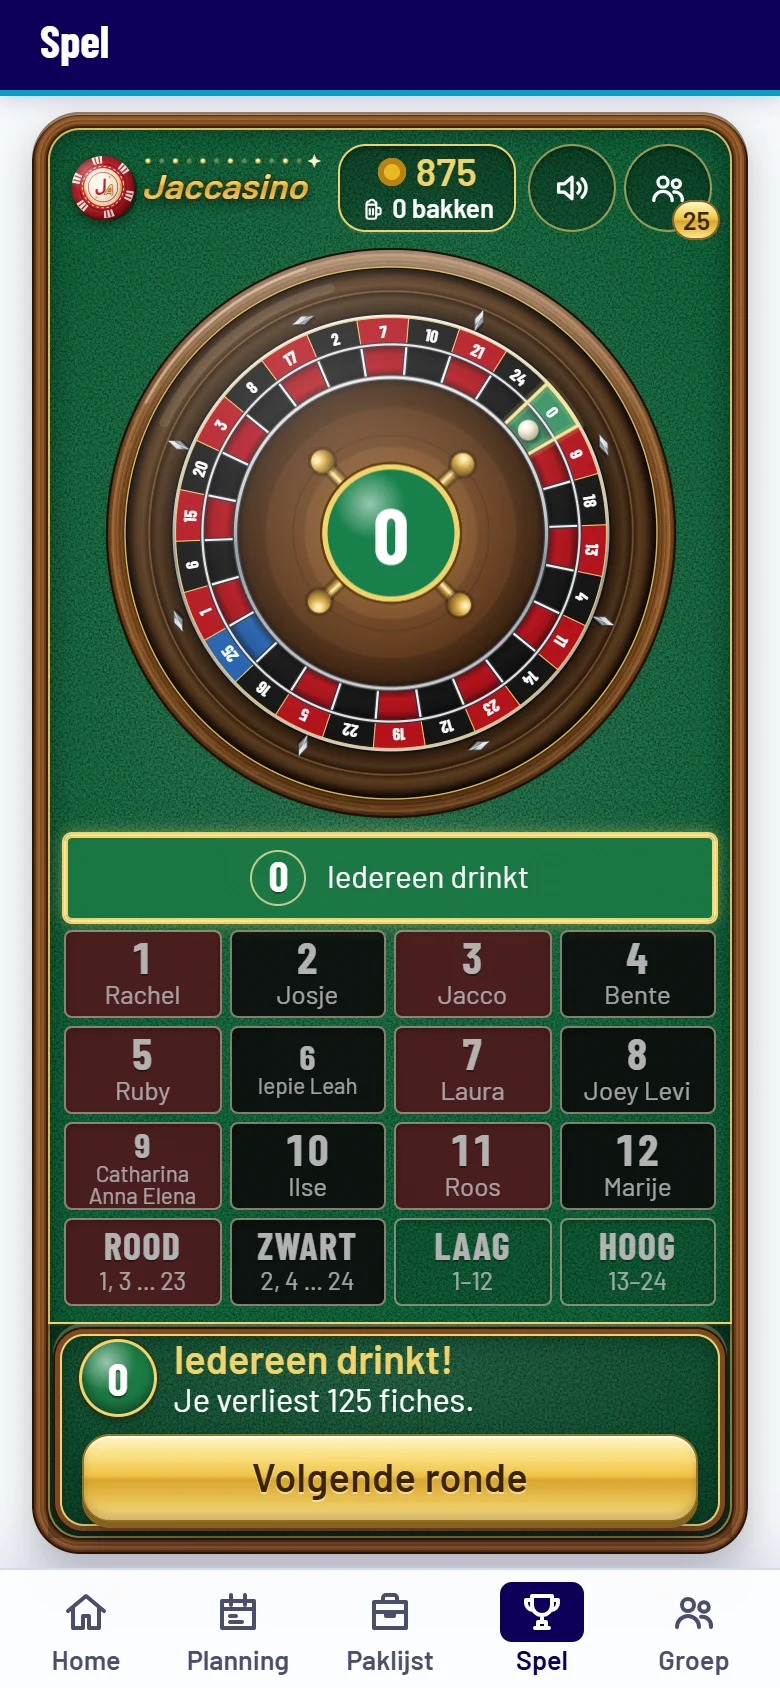 Spel
Ja
Jaccasino
875
0 bakken
25
7
10
21
24
0
9
18
13
4
11
14
23
12
19
22
5
16
25
1
6
15
20
3
8
17
2
0
0 Iedereen drinkt
1
Rachel
2
Josje
3
Jacco
4
Bente
5
Ruby
6
Iepie Leah
7
Laura
8
Joey Levi
9
Catharina
Anna Elena
10
Ilse
11
Roos
12
Marije
ROOD
1, 3 ... 23
ZWART
2, 4 ... 24
LAAG
1–12
HOOG
13–24
0
Iedereen drinkt!
Je verliest 125 fiches.
Volgende ronde
Home
Planning
Paklijst
Spel
Groep